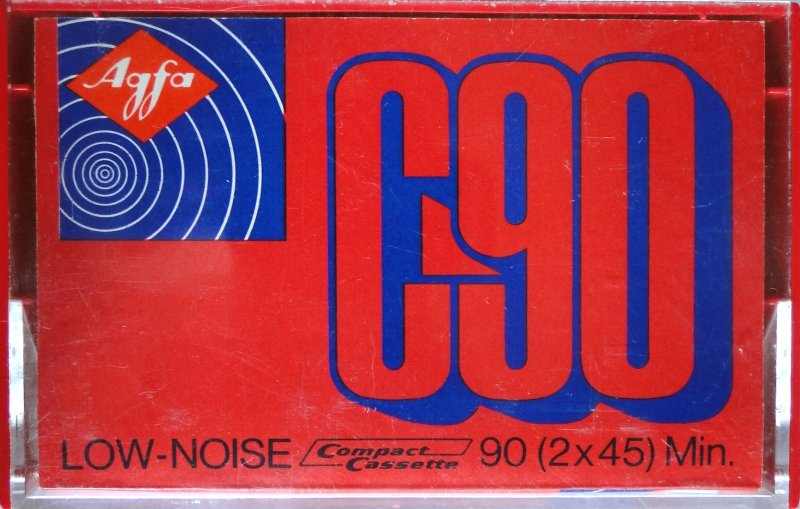 Agfa
C90
LOW-NOISE Compact Cassette 90 (2x45) Min.